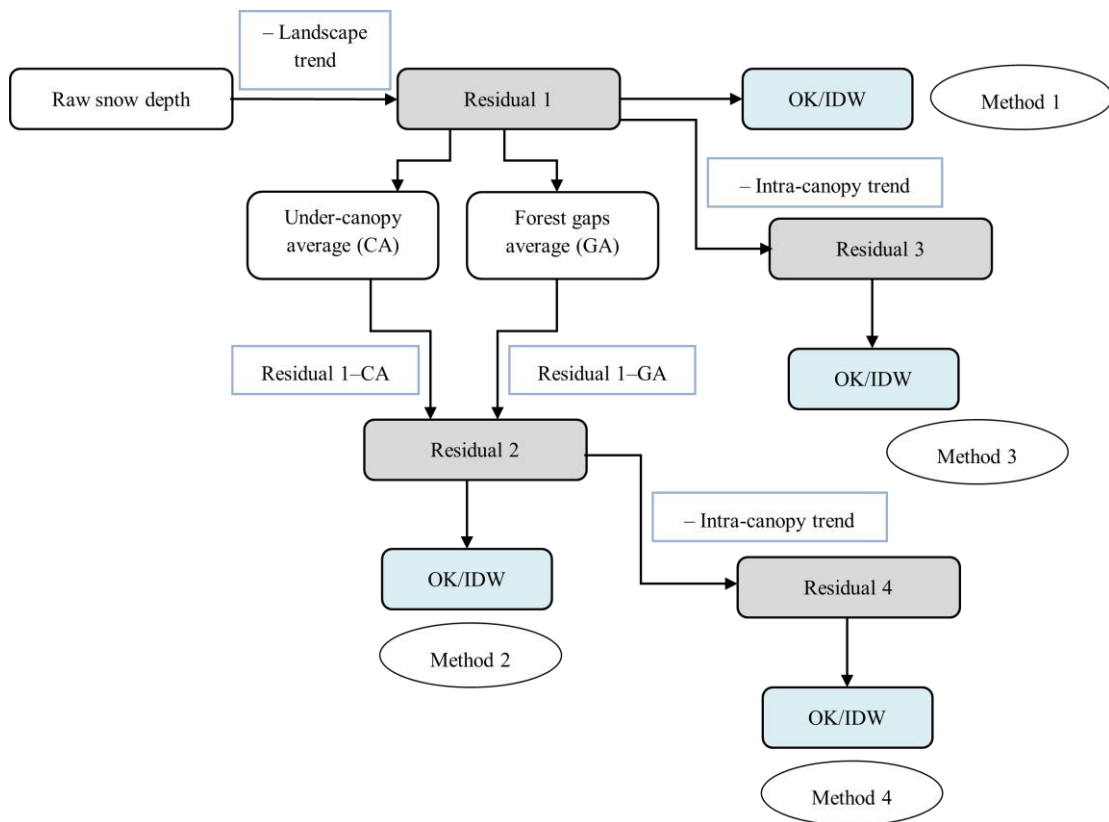 – Landscape
trend
Raw snow depth
Residual 1
OK/IDW
Method 1
– Intra-canopy trend
Under-canopy
average (CA)
Forest gaps
average (GA)
Residual 3
Residual 1–CA
Residual 1–GA
OK/IDW
Method 3
Residual 2
– Intra-canopy trend
OK/IDW
Residual 4
Method 2
OK/IDW
Method 4